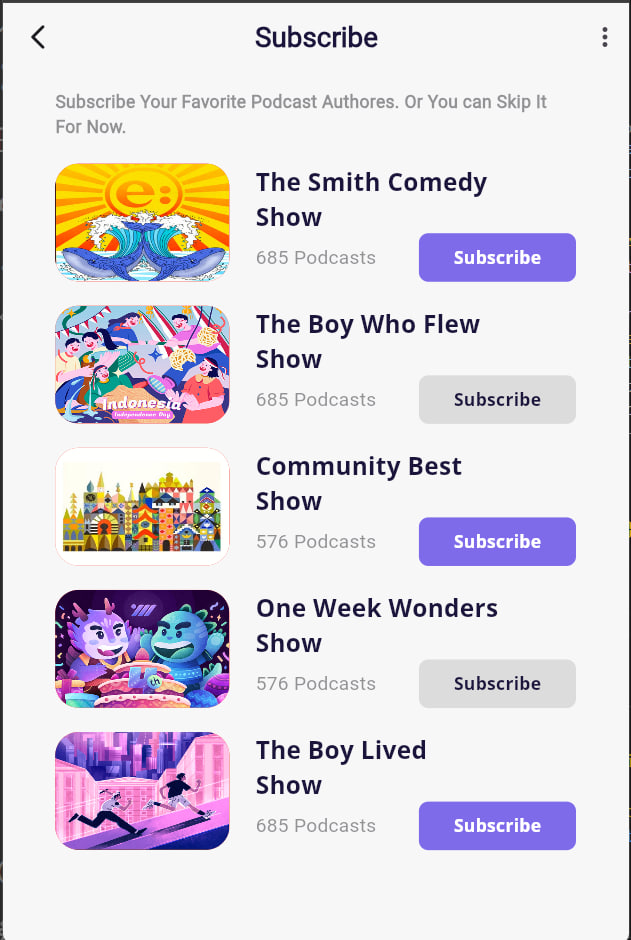 Subscribe
Subscribe Your Favorite Podcast Authores. Or You can Skip It
For Now.
e:
The Smith Comedy
Show
685 Podcasts
Subscribe
The Boy Who Flew
Show
685 Podcasts
Subscribe
Indonesia
Independence Day
Community Best
Show
576 Podcasts
Subscribe
One Week Wonders
Show
576 Podcasts
Subscribe
th
The Boy Lived
Show
685 Podcasts
Subscribe